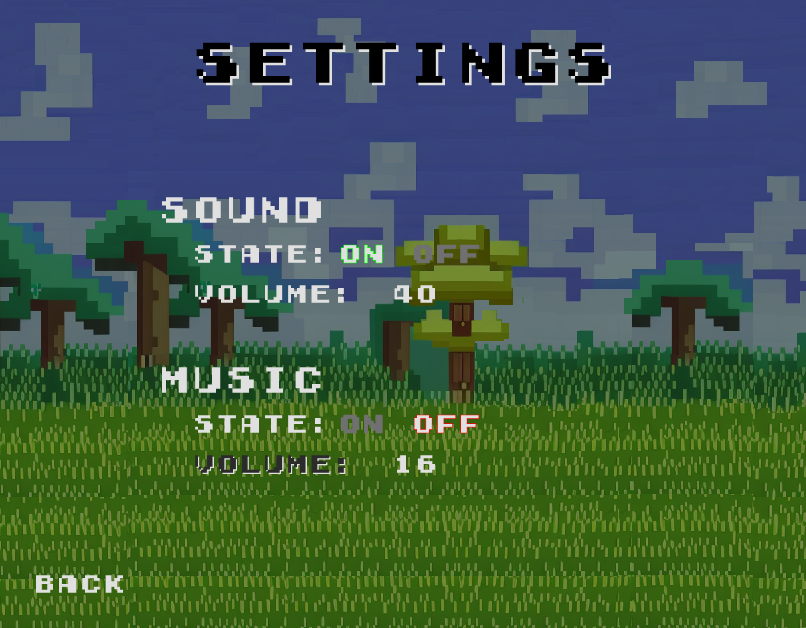 SETTINGS
SOUND
STATE: ON OFF
VOLUME: 40
MUSIC
STATE: ON OFF
VOLUME: 16
BACK